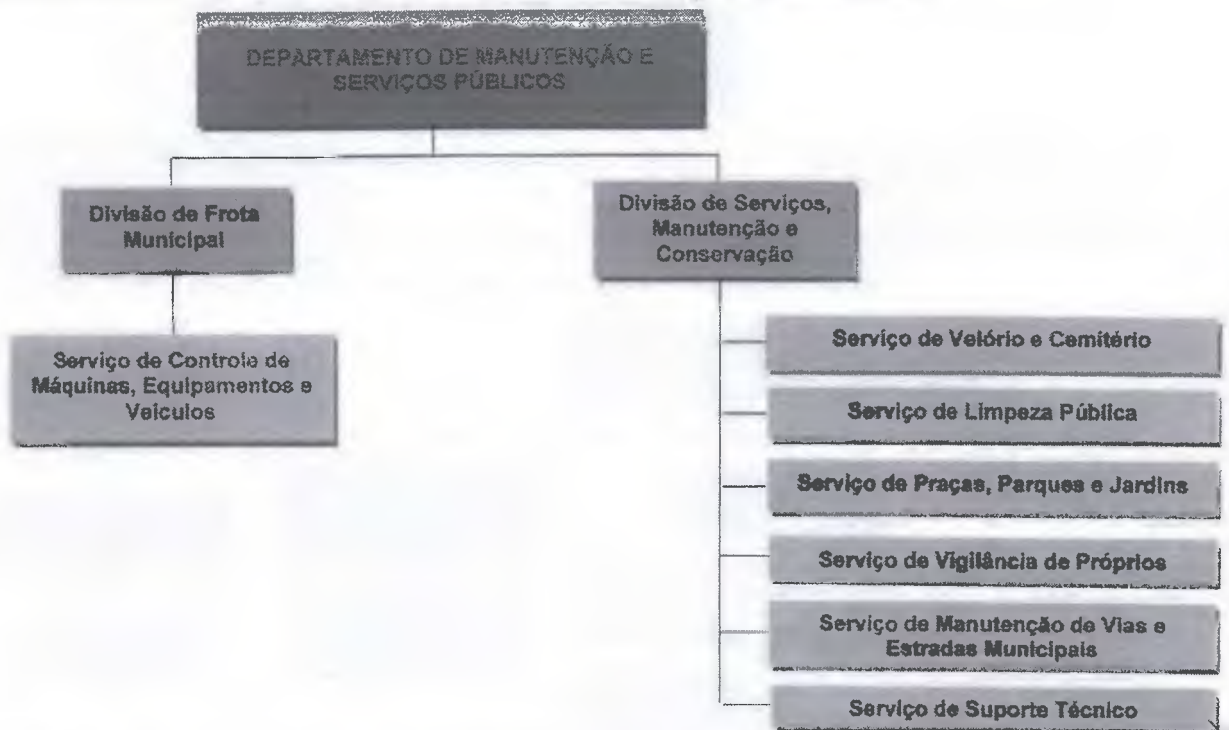 DEPARTAMENTO DE MANUTENÇÃO E
SERVIÇOS PÚBLICOS
Divisão de Frota
Municipal
Divisão de Serviços,
Manutenção e
Conservação
Serviço de Controle de
Máquinas, Equipamentos e
Veículos
Serviço de Velório e Cemitério
Serviço de Limpeza Pública
Serviço de Praças, Parques e Jardins
Serviço de Vigilância de Próprios
Serviço de Manutenção de Vias e
Estradas Municipais
Serviço de Suporte Técnico